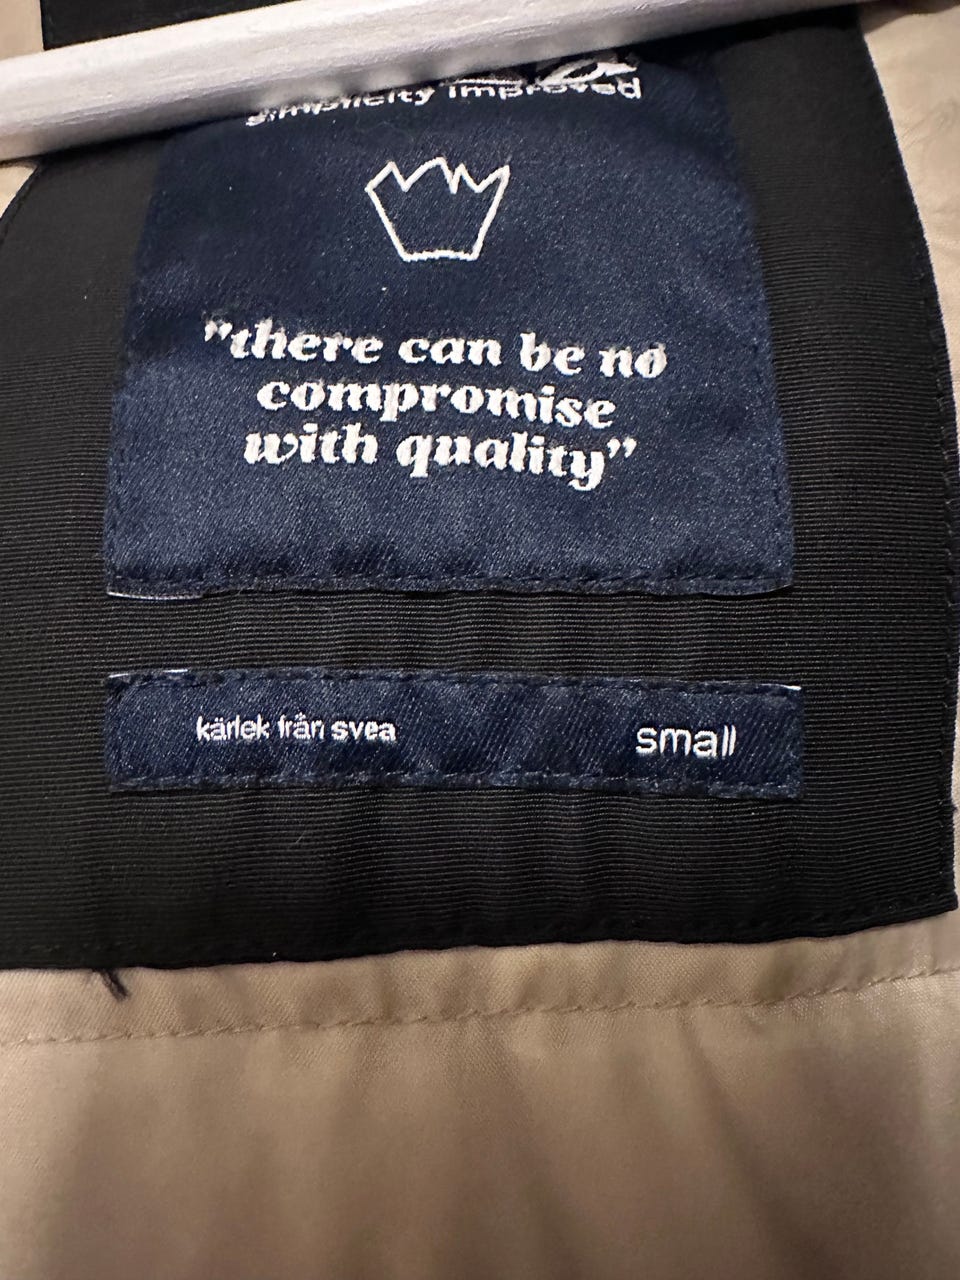 simplicity improved
"there can be no
compromise
with quality"
kärlek från svea
small